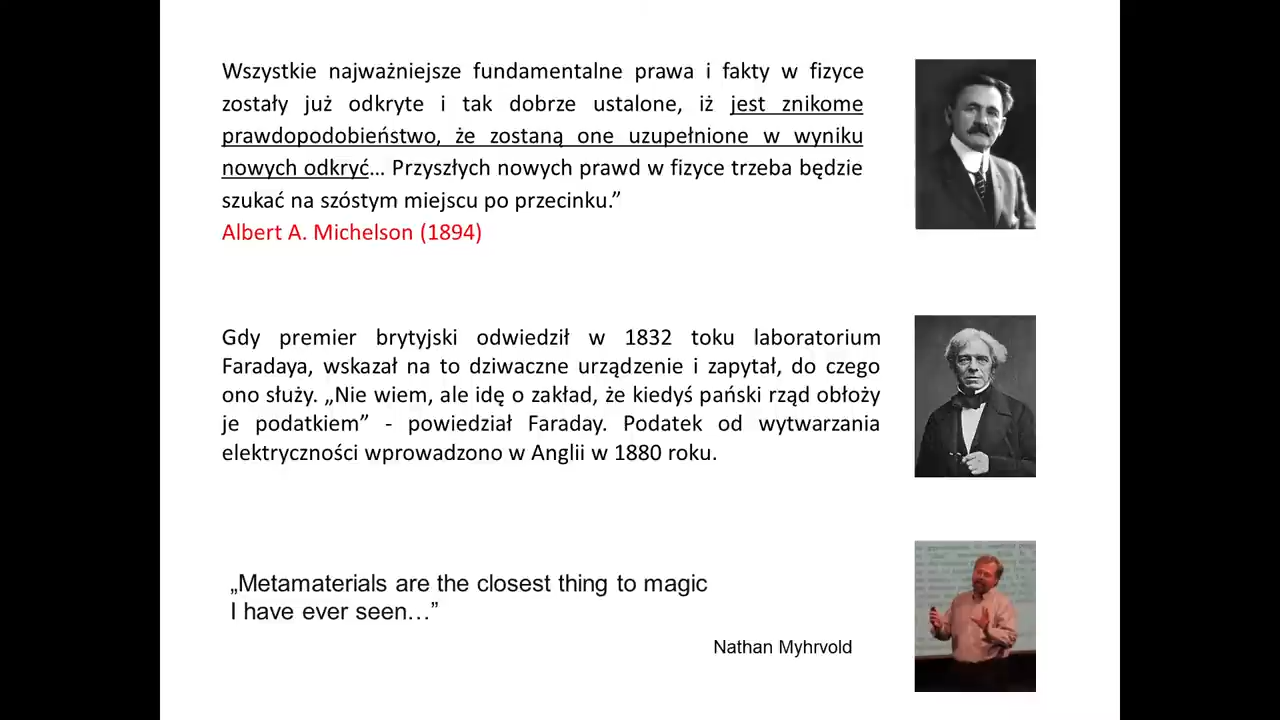 Wszystkie najważniejsze fundamentalne prawa i fakty w fizyce
zostały już odkryte i tak dobrze ustalone, iż jest znikome
prawdopodobieństwo, że zostaną one uzupełnione w wyniku
nowych odkryć… Przyszłych nowych prawd w fizyce trzeba będzie
szukać na szóstym miejscu po przecinku.”
Albert A. Michelson (1894)
Gdy premier brytyjski odwiedził w 1832 toku laboratorium
Faradaya, wskazał na to dziwaczne urządzenie i zapytał, do czego
ono służy. „Nie wiem, ale idę o zakład, że kiedyś pański rząd obłoży
je podatkiem” - powiedział Faraday. Podatek od wytwarzania
elektryczności wprowadzono w Anglii w 1880 roku.
„Metamaterials are the closest thing to magic
I have ever seen…”
Nathan Myhrvold